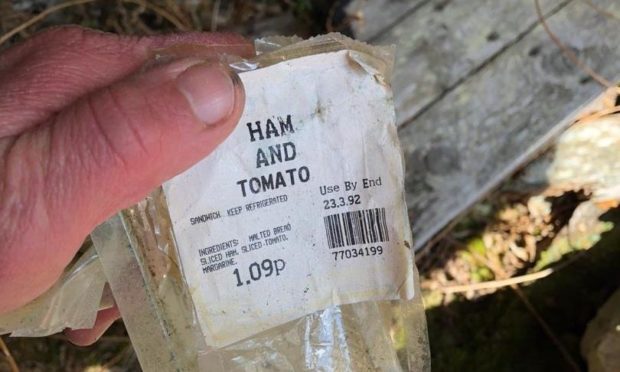 HAM
AND
TOMATO
SANDWICH. KEEP REFRIGERATED
Use By End
23.3.92
INGREDIENTS: MALTED BREAD
SLICED HAM, SLICED TOMATO,
MARGARINE.
1.09p
77034199